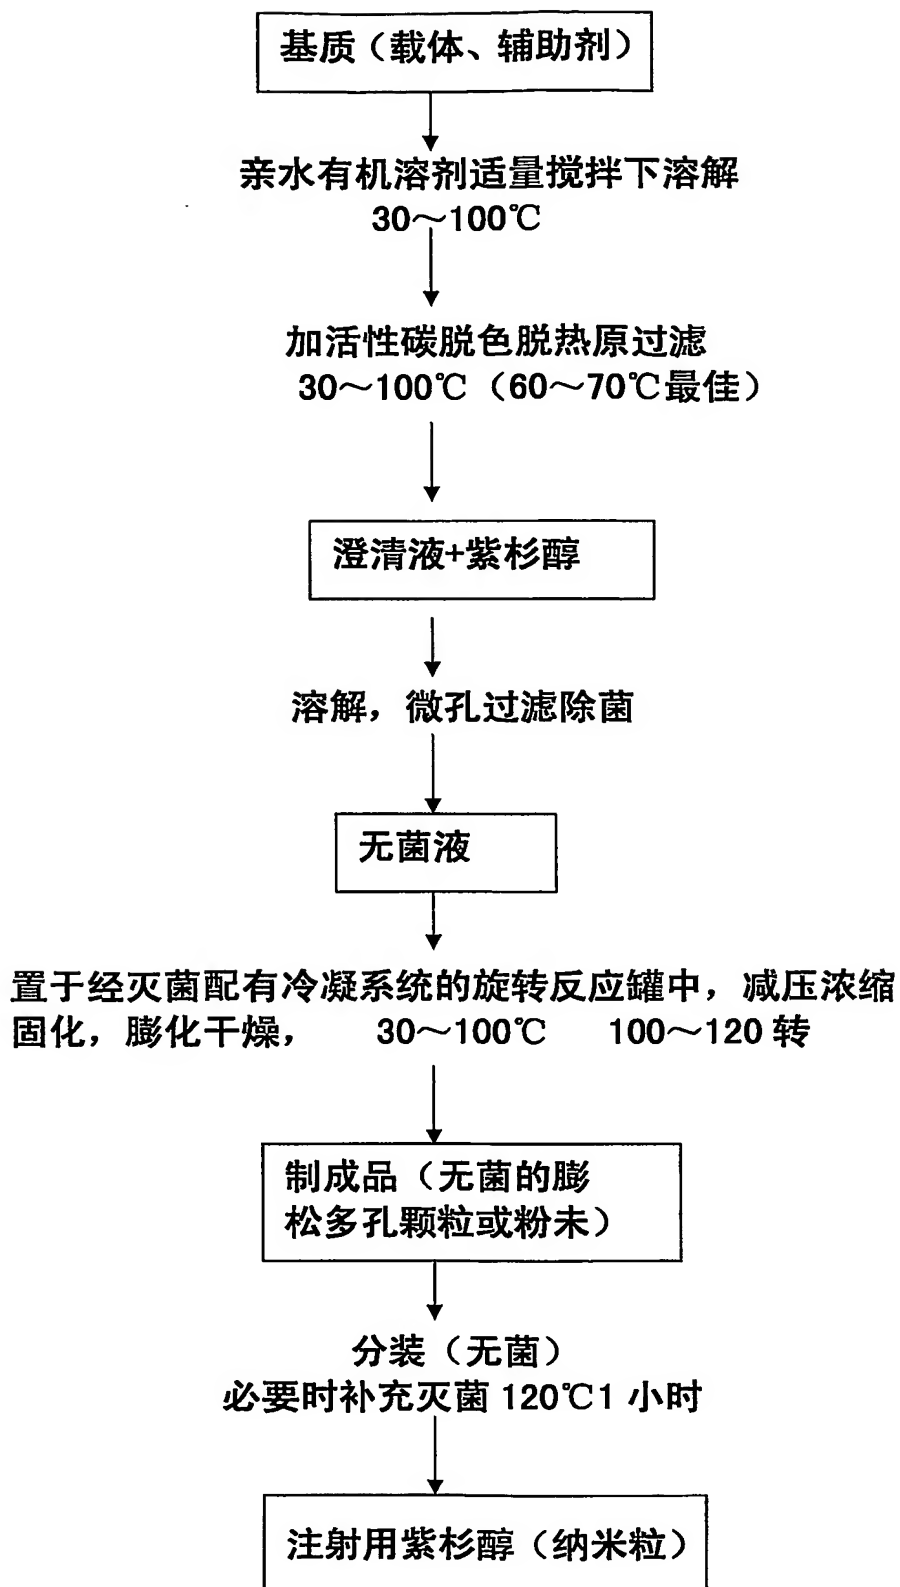 基质（载体、辅助剂）
亲水有机溶剂适量搅拌下溶解
30～100℃
加活性碳脱色脱热原过滤
30～100℃（60～70℃最佳）
澄清液+紫杉醇
溶解，微孔过滤除菌
无菌液
置于经灭菌配有冷凝系统的旋转反应罐中，减压浓缩
固化，膨化干燥， 30～100℃ 100～120 转
制成品（无菌的膨
松多孔颗粒或粉未）
分装（无菌）
必要时补充灭菌 120℃1 小时
注射用紫杉醇（纳米粒）